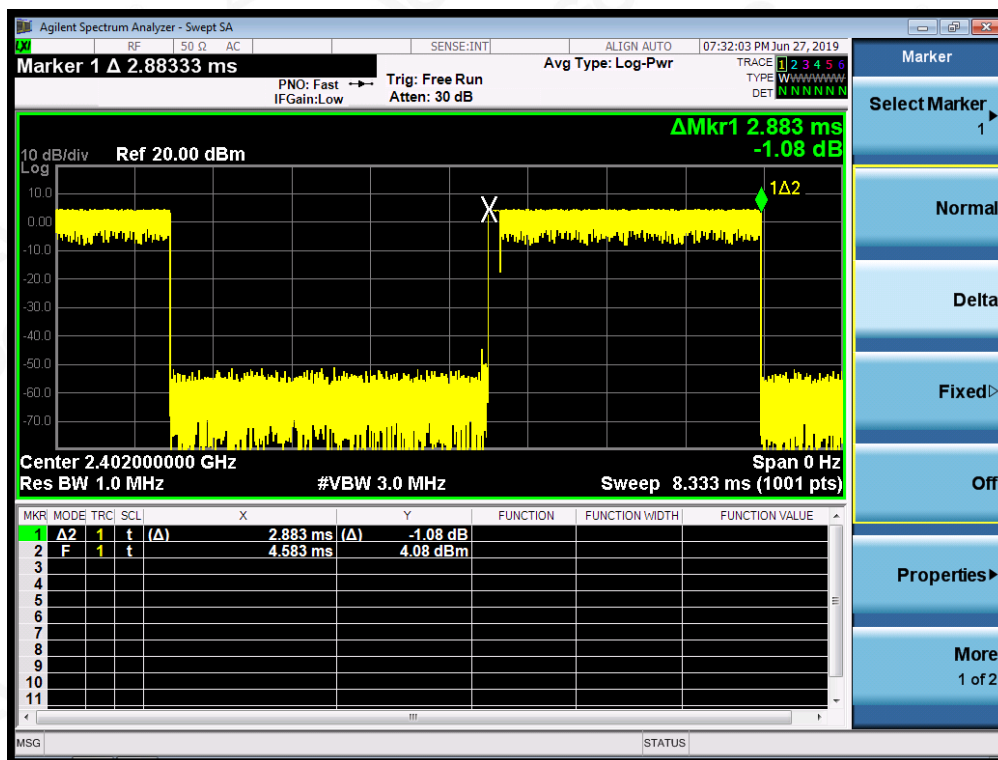 Agilent Spectrum Analyzer - Swept SA
LXI RF 50 Ω AC SENSE:INT ALIGN AUTO 07:32:03 PM Jun 27, 2019
Marker 1 Δ 2.88333 ms
PNO: Fast
IFGain:Low
Trig: Free Run
Atten: 30 dB
Avg Type: Log-Pwr
TRACE 1 2 3 4 5 6
TYPE WWWWWWW
DET N N N N N N
ΔMkr1 2.883 ms
-1.08 dB
10 dB/div Ref 20.00 dBm
Log
10.0
0.00
-10.0
-20.0
-30.0
-40.0
-50.0
-60.0
-70.0
1Δ2
Center 2.402000000 GHz Span 0 Hz
Res BW 1.0 MHz #VBW 3.0 MHz Sweep 8.333 ms (1001 pts)
MKR MODE TRC SCL X Y FUNCTION FUNCTION WIDTH FUNCTION VALUE
1 Δ2 1 t (Δ) 2.883 ms (Δ) -1.08 dB
2 F 1 t 4.583 ms 4.08 dBm
3
4
5
6
7
8
9
10
11
MSG STATUS
Marker
Select Marker
1
Normal
Delta
Fixed
Off
Properties
More
1 of 2